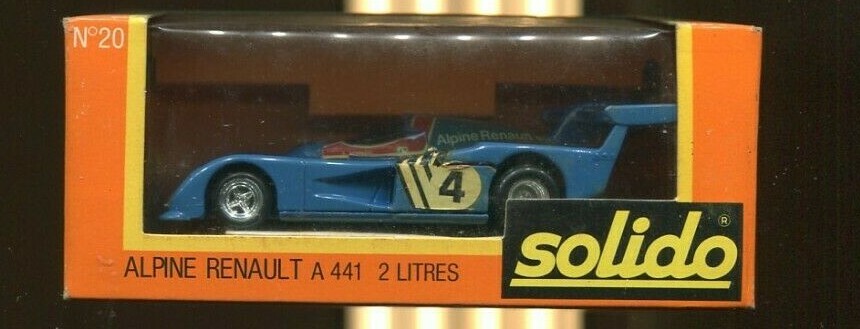 N°20
Alpine Renault
4
ALPINE RENAULT A 441 2 LITRES
solido ®